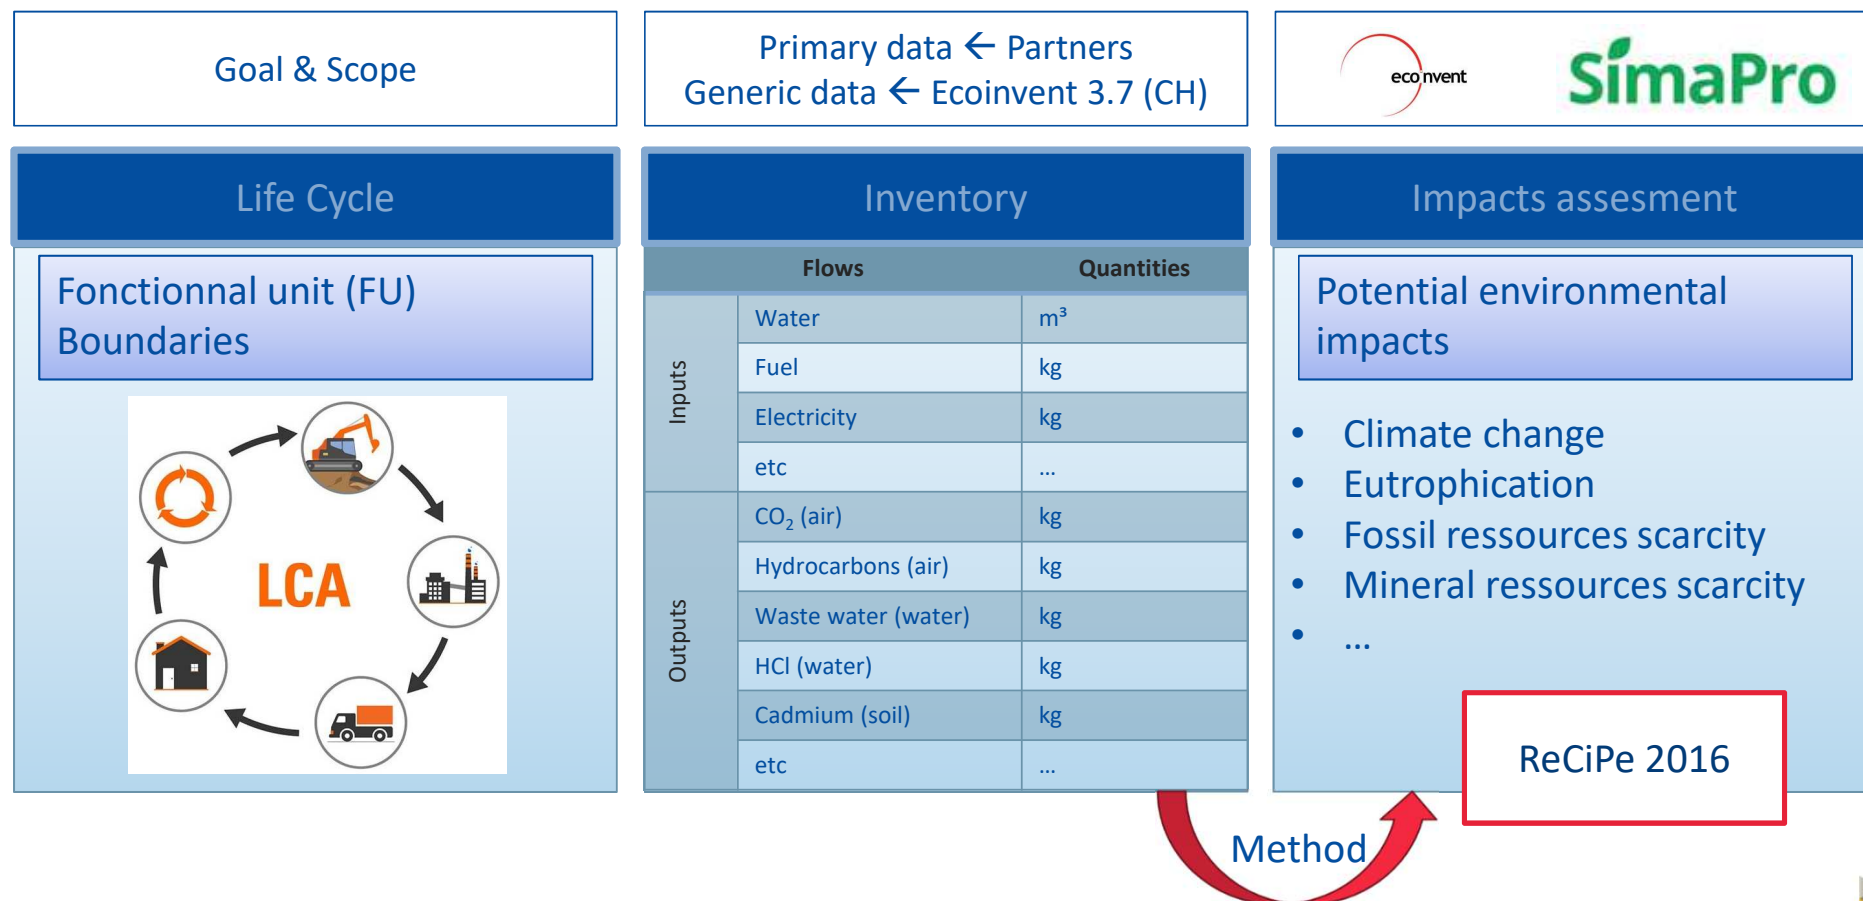 Goal & Scope
Primary data ← Partners
Generic data ← Ecoinvent 3.7 (CH)
ecoinvent
SimaPro
Life Cycle
Fonctionnal unit (FU)
Boundaries
LCA
Inventory
Flows Quantities
Inputs
Water m³
Fuel kg
Electricity kg
etc ...
Outputs
CO₂ (air) kg
Hydrocarbons (air) kg
Waste water (water) kg
HCl (water) kg
Cadmium (soil) kg
etc ...
Impacts assesment
Potential environmental
impacts
• Climate change
• Eutrophication
• Fossil ressources scarcity
• Mineral ressources scarcity
• ...
ReCiPe 2016
Method